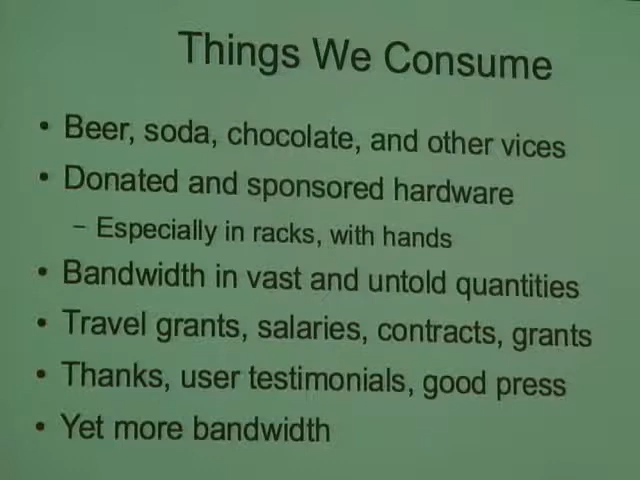 Things We Consume
• Beer, soda, chocolate, and other vices
• Donated and sponsored hardware
– Especially in racks, with hands
• Bandwidth in vast and untold quantities
• Travel grants, salaries, contracts, grants
• Thanks, user testimonials, good press
• Yet more bandwidth